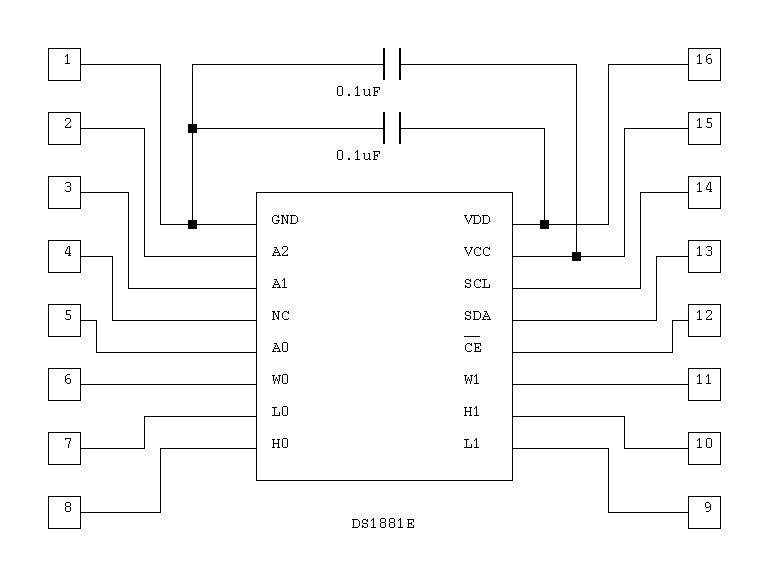 1
16
0.1uF
2
15
0.1uF
3
14
GND
VDD
4
A2
VCC
13
A1
SCL
5
NC
SDA
12
A0
CE
6
W0
W1
11
L0
H1
7
H0
L1
10
8
9
DS1881E